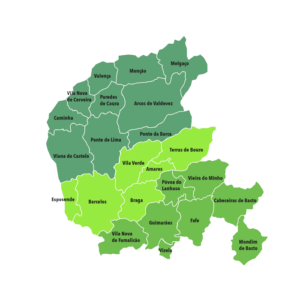 Melgaço
Monção
Valença
Vila Nova
de Cerveira
Paredes
de Coura
Arcos de Valdevez
Caminha
Ponte da Barca
Ponte de Lima
Terras de Bouro
Viana do Castelo
Vila Verde
Amares
Vieira do Minho
Póvoa de
Lanhoso
Esposende
Barcelos
Braga
Cabeceiras de Basto
Guimarães
Fafe
Vila Nova
de Famalicão
Mondim
de Basto
Vizela